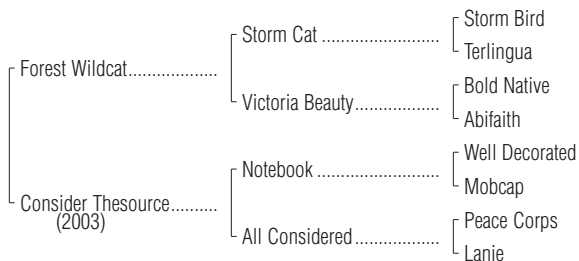 Storm Bird
Storm Cat ........................
Terlingua
Forest Wildcat..................
Bold Native
Victoria Beauty.................
Abifaith
Well Decorated
Notebook ........................
Mobcap
Consider Thesource.........
(2003)
Peace Corps
All Considered.................
Lanie